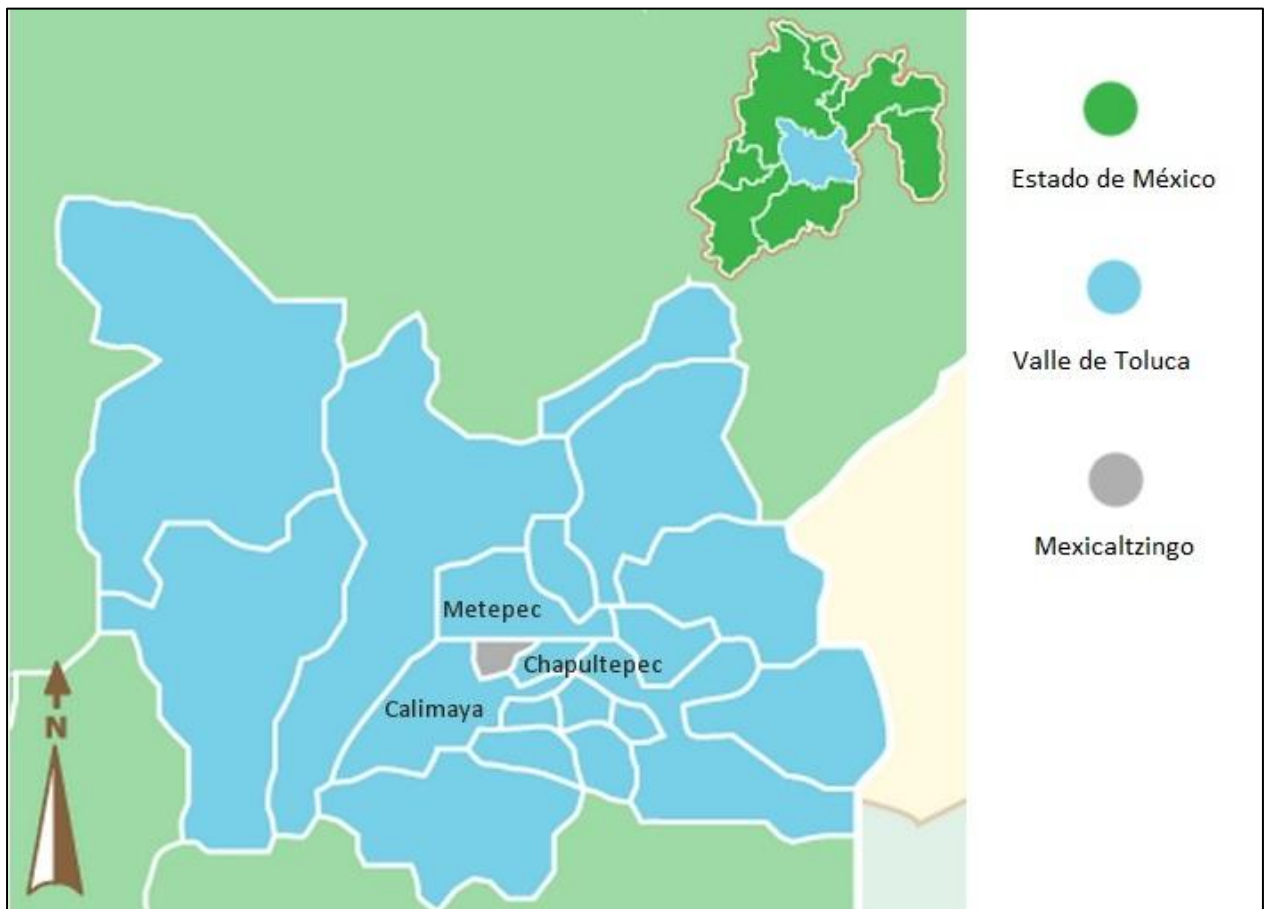 Estado de México
Valle de Toluca
Mexicaltzingo
Metepec
Chapultepec
Calimaya
N